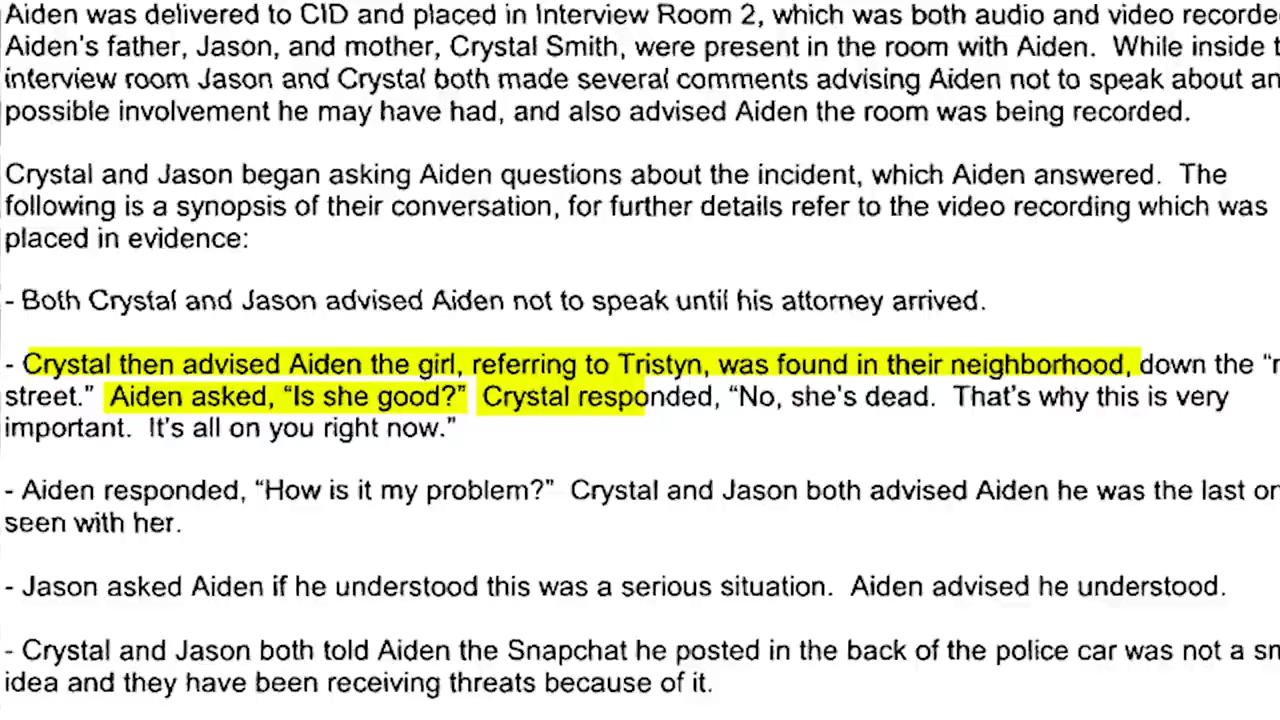 Aiden was delivered to CID and placed in Interview Room 2, which was both audio and video recorde
Aiden's father, Jason, and mother, Crystal Smith, were present in the room with Aiden.  While inside t
interview room Jason and Crystal both made several comments advising Aiden not to speak about an
possible involvement he may have had, and also advised Aiden the room was being recorded.
Crystal and Jason began asking Aiden questions about the incident, which Aiden answered.  The
following is a synopsis of their conversation, for further details refer to the video recording which was
placed in evidence:
- Both Crystal and Jason advised Aiden not to speak until his attorney arrived.
- Crystal then advised Aiden the girl, referring to Tristyn, was found in their neighborhood, down the “r
street.”  Aiden asked, “Is she good?”  Crystal responded, “No, she's dead.  That's why this is very
important.  It's all on you right now.”
- Aiden responded, “How is it my problem?”  Crystal and Jason both advised Aiden he was the last or
seen with her.
- Jason asked Aiden if he understood this was a serious situation.  Aiden advised he understood.
- Crystal and Jason both told Aiden the Snapchat he posted in the back of the police car was not a sn
idea and they have been receiving threats because of it.